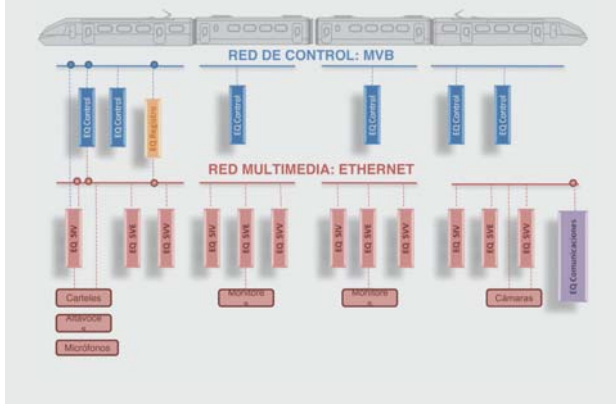 RED DE CONTROL: MVB
EQ Control
EQ Control
EQ Registro
EQ Control
EQ Control
EQ Control
EQ Control
RED MULTIMEDIA: ETHERNET
EQ SIV
EQ SVE
EQ SVV
EQ SIV
EQ SVE
EQ SVV
EQ SIV
EQ SVE
EQ SVV
EQ SIV
EQ SVE
EQ SVV
EQ Comunicaciones
Carteles
Monitores
Monitores
Cámaras
Altavoces
Micrófonos